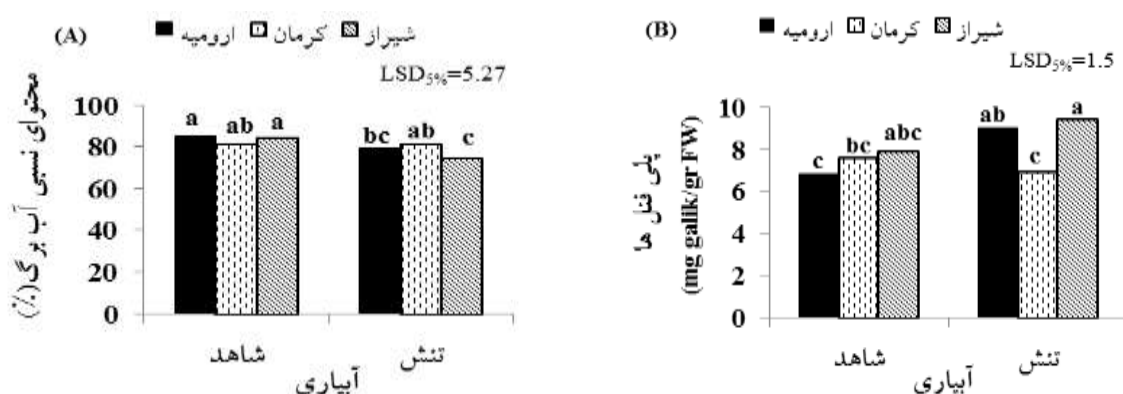 (A)
ارومیه کرمان شیراز
LSD5%=5.27
محتوای نسبی آب برگ(٪)
100
80
60
40
20
0
a ab a bc ab c
شاهد تنش
آبیاری
(B)
ارومیه کرمان شیراز
LSD5%=1.5
پلی فنل ها
(mg galik/gr FW)
10
8
6
4
2
0
c bc abc ab c a
شاهد تنش
آبیاری